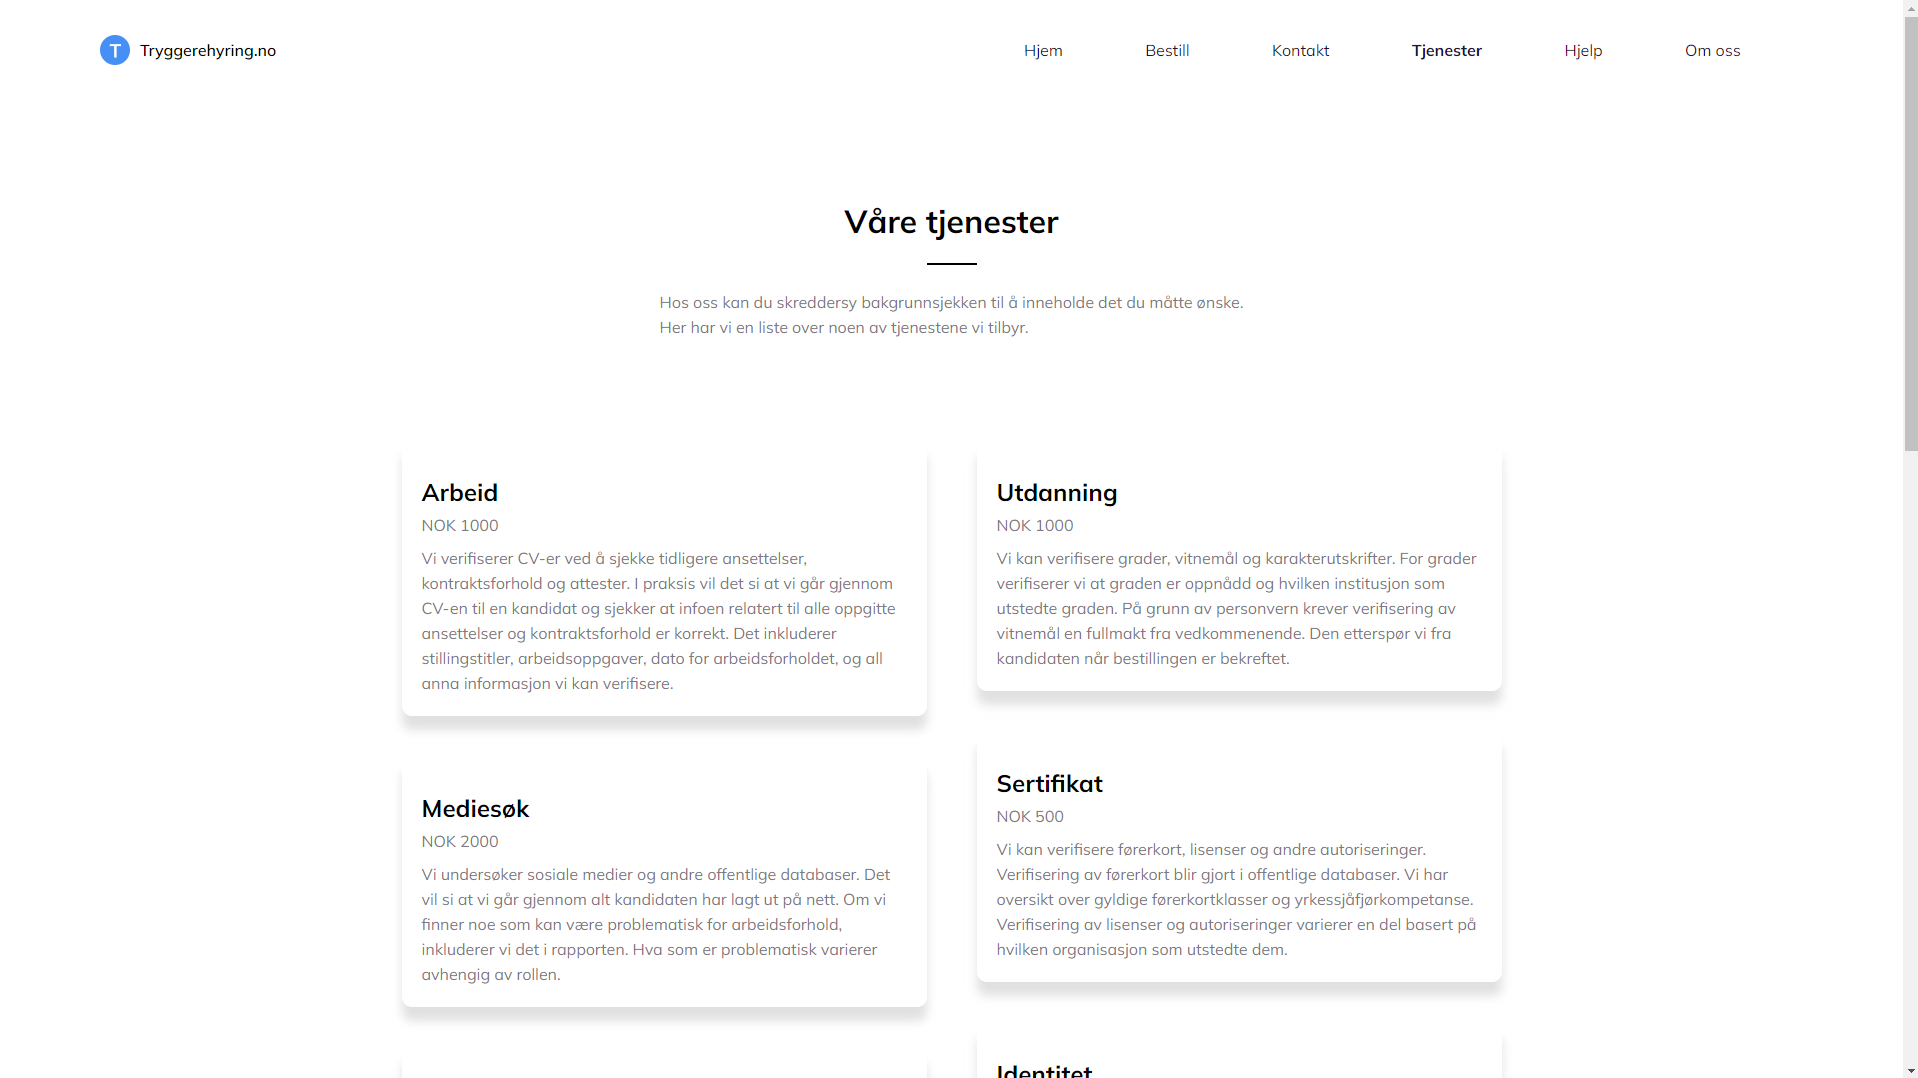 T Tryggerehyring.no
Hjem Bestill Kontakt Tjenester Hjelp Om oss
Våre tjenester
Hos oss kan du skreddersy bakgrunnsjekken til å inneholde det du måtte ønske.
Her har vi en liste over noen av tjenestene vi tilbyr.
Arbeid
NOK 1000
Vi verifiserer CV-er ved å sjekke tidligere ansettelser,
kontraktsforhold og attester. I praksis vil det si at vi går gjennom
CV-en til en kandidat og sjekker at infoen relatert til alle oppgitte
ansettelser og kontraktsforhold er korrekt. Det inkluderer
stillingstitler, arbeidsoppgaver, dato for arbeidsforholdet, og all
anna informasjon vi kan verifisere.
Utdanning
NOK 1000
Vi kan verifisere grader, vitnemål og karakterutskrifter. For grader
verifiserer vi at graden er oppnådd og hvilken institusjon som
utstedte graden. På grunn av personvern krever verifisering av
vitnemål en fullmakt fra vedkommenende. Den etterspør vi fra
kandidaten når bestillingen er bekreftet.
Mediesøk
NOK 2000
Vi undersøker sosiale medier og andre offentlige databaser. Det
vil si at vi går gjennom alt kandidaten har lagt ut på nett. Om vi
finner noe som kan være problematisk for arbeidsforhold,
inkluderer vi det i rapporten. Hva som er problematisk varierer
avhengig av rollen.
Sertifikat
NOK 500
Vi kan verifisere førerkort, lisenser og andre autoriseringer.
Verifisering av førerkort blir gjort i offentlige databaser. Vi har
oversikt over gyldige førerkortklasser og yrkessjåfjørkompetanse.
Verifisering av lisenser og autoriseringer varierer en del basert på
hvilken organisasjon som utstedte dem.
Identitet